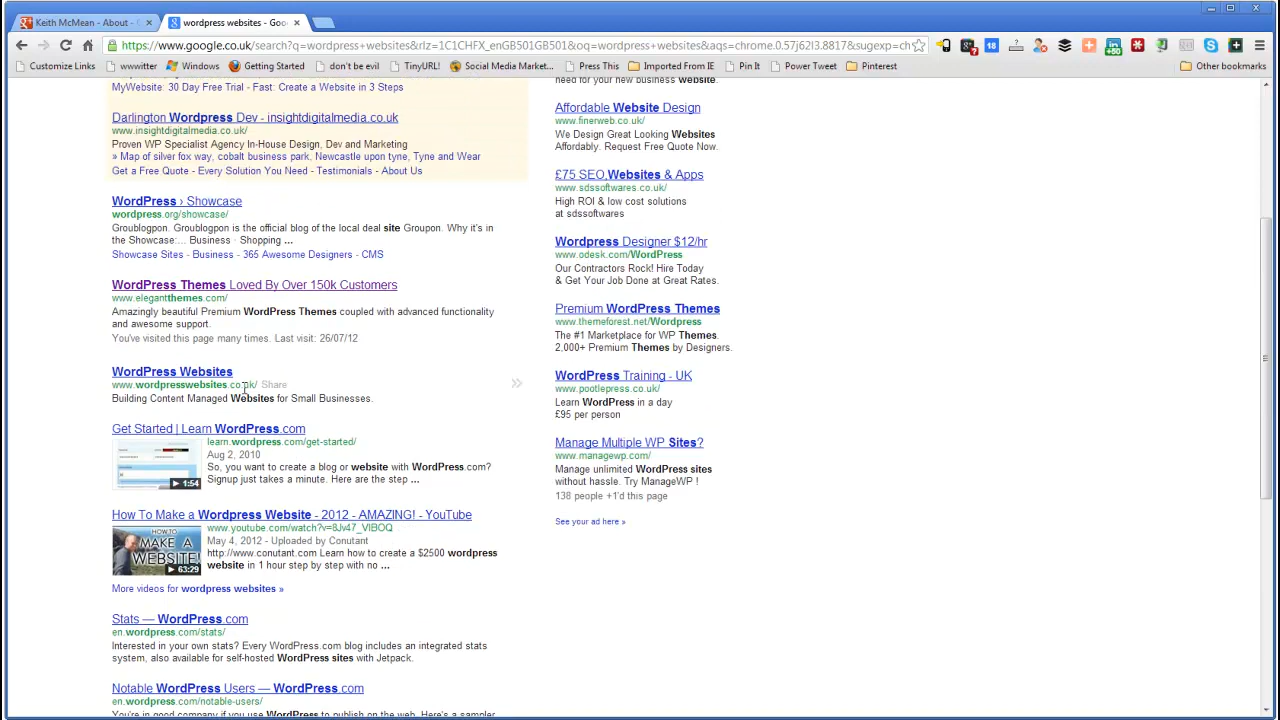 Keith McMean - About -
wordpress websites - Goo
https://www.google.co.uk/search?q=wordpress+websites&rlz=1C1CHFX_enGB501GB501&oq=wordpress+websites&aqs=chrome.0.57j62l3.8817&sugexp=ch
Customize Links
wwwitter
Windows
Getting Started
don't be evil
TinyURL!
Social Media Market...
Press This
Imported From IE
Pin It
Power Tweet
Pinterest
Other bookmarks
MyWebsite: 30 Day Free Trial - Fast: Create a Website in 3 Steps
Darlington Wordpress Dev - insightdigitalmedia.co.uk
www.insightdigitalmedia.co.uk/
Proven WP Specialist Agency In-House Design, Dev and Marketing
» Map of silver fox way, cobalt business park, Newcastle upon tyne, Tyne and Wear
Get a Free Quote - Every Solution You Need - Testimonials - About Us
WordPress › Showcase
wordpress.org/showcase/
Groublogpon. Groublogpon is the official blog of the local deal site Groupon. Why it's in
the Showcase:... Business · Shopping ...
Showcase Sites - Business - 365 Awesome Designers - CMS
WordPress Themes Loved By Over 150k Customers
www.elegantthemes.com/
Amazingly beautiful Premium WordPress Themes coupled with advanced functionality
and awesome support.
You've visited this page many times. Last visit: 26/07/12
WordPress Websites
www.wordpresswebsites.co.uk/ Share
Building Content Managed Websites for Small Businesses.
Get Started | Learn WordPress.com
learn.wordpress.com/get-started/
Aug 2, 2010
So, you want to create a blog or website with WordPress.com?
Signup just takes a minute. Here are the step ...
1:54
How To Make a Wordpress Website - 2012 - AMAZING! - YouTube
www.youtube.com/watch?v=8Jv47_VIBOQ
May 4, 2012 - Uploaded by Conutant
http://www.conutant.com Learn how to create a $2500 wordpress
website in 1 hour step by step with no ...
HOW TO
MAKE A
WEBSITE!
63:29
More videos for wordpress websites »
Stats — WordPress.com
en.wordpress.com/stats/
Interested in your own stats? Every WordPress.com blog includes an integrated stats
system, also available for self-hosted WordPress sites with Jetpack.
Notable WordPress Users — WordPress.com
en.wordpress.com/notable-users/
You're in good company if you use WordPress to publish on the web. Here's a sampler
need for your new business website.
Affordable Website Design
www.finerweb.co.uk/
We Design Great Looking Websites
Affordably. Request Free Quote Now.
£75 SEO,Websites & Apps
www.sdssoftwares.co.uk/
High ROI & low cost solutions
at sdssoftwares
Wordpress Designer $12/hr
www.odesk.com/WordPress
Our Contractors Rock! Hire Today
& Get Your Job Done at Great Rates.
Premium WordPress Themes
www.themeforest.net/Wordpress
The #1 Marketplace for WP Themes.
2,000+ Premium Themes by Designers.
WordPress Training - UK
www.pootlepress.co.uk/
Learn WordPress in a day
£95 per person
Manage Multiple WP Sites?
www.managewp.com/
Manage unlimited WordPress sites
without hassle. Try ManageWP !
138 people +1'd this page
See your ad here »